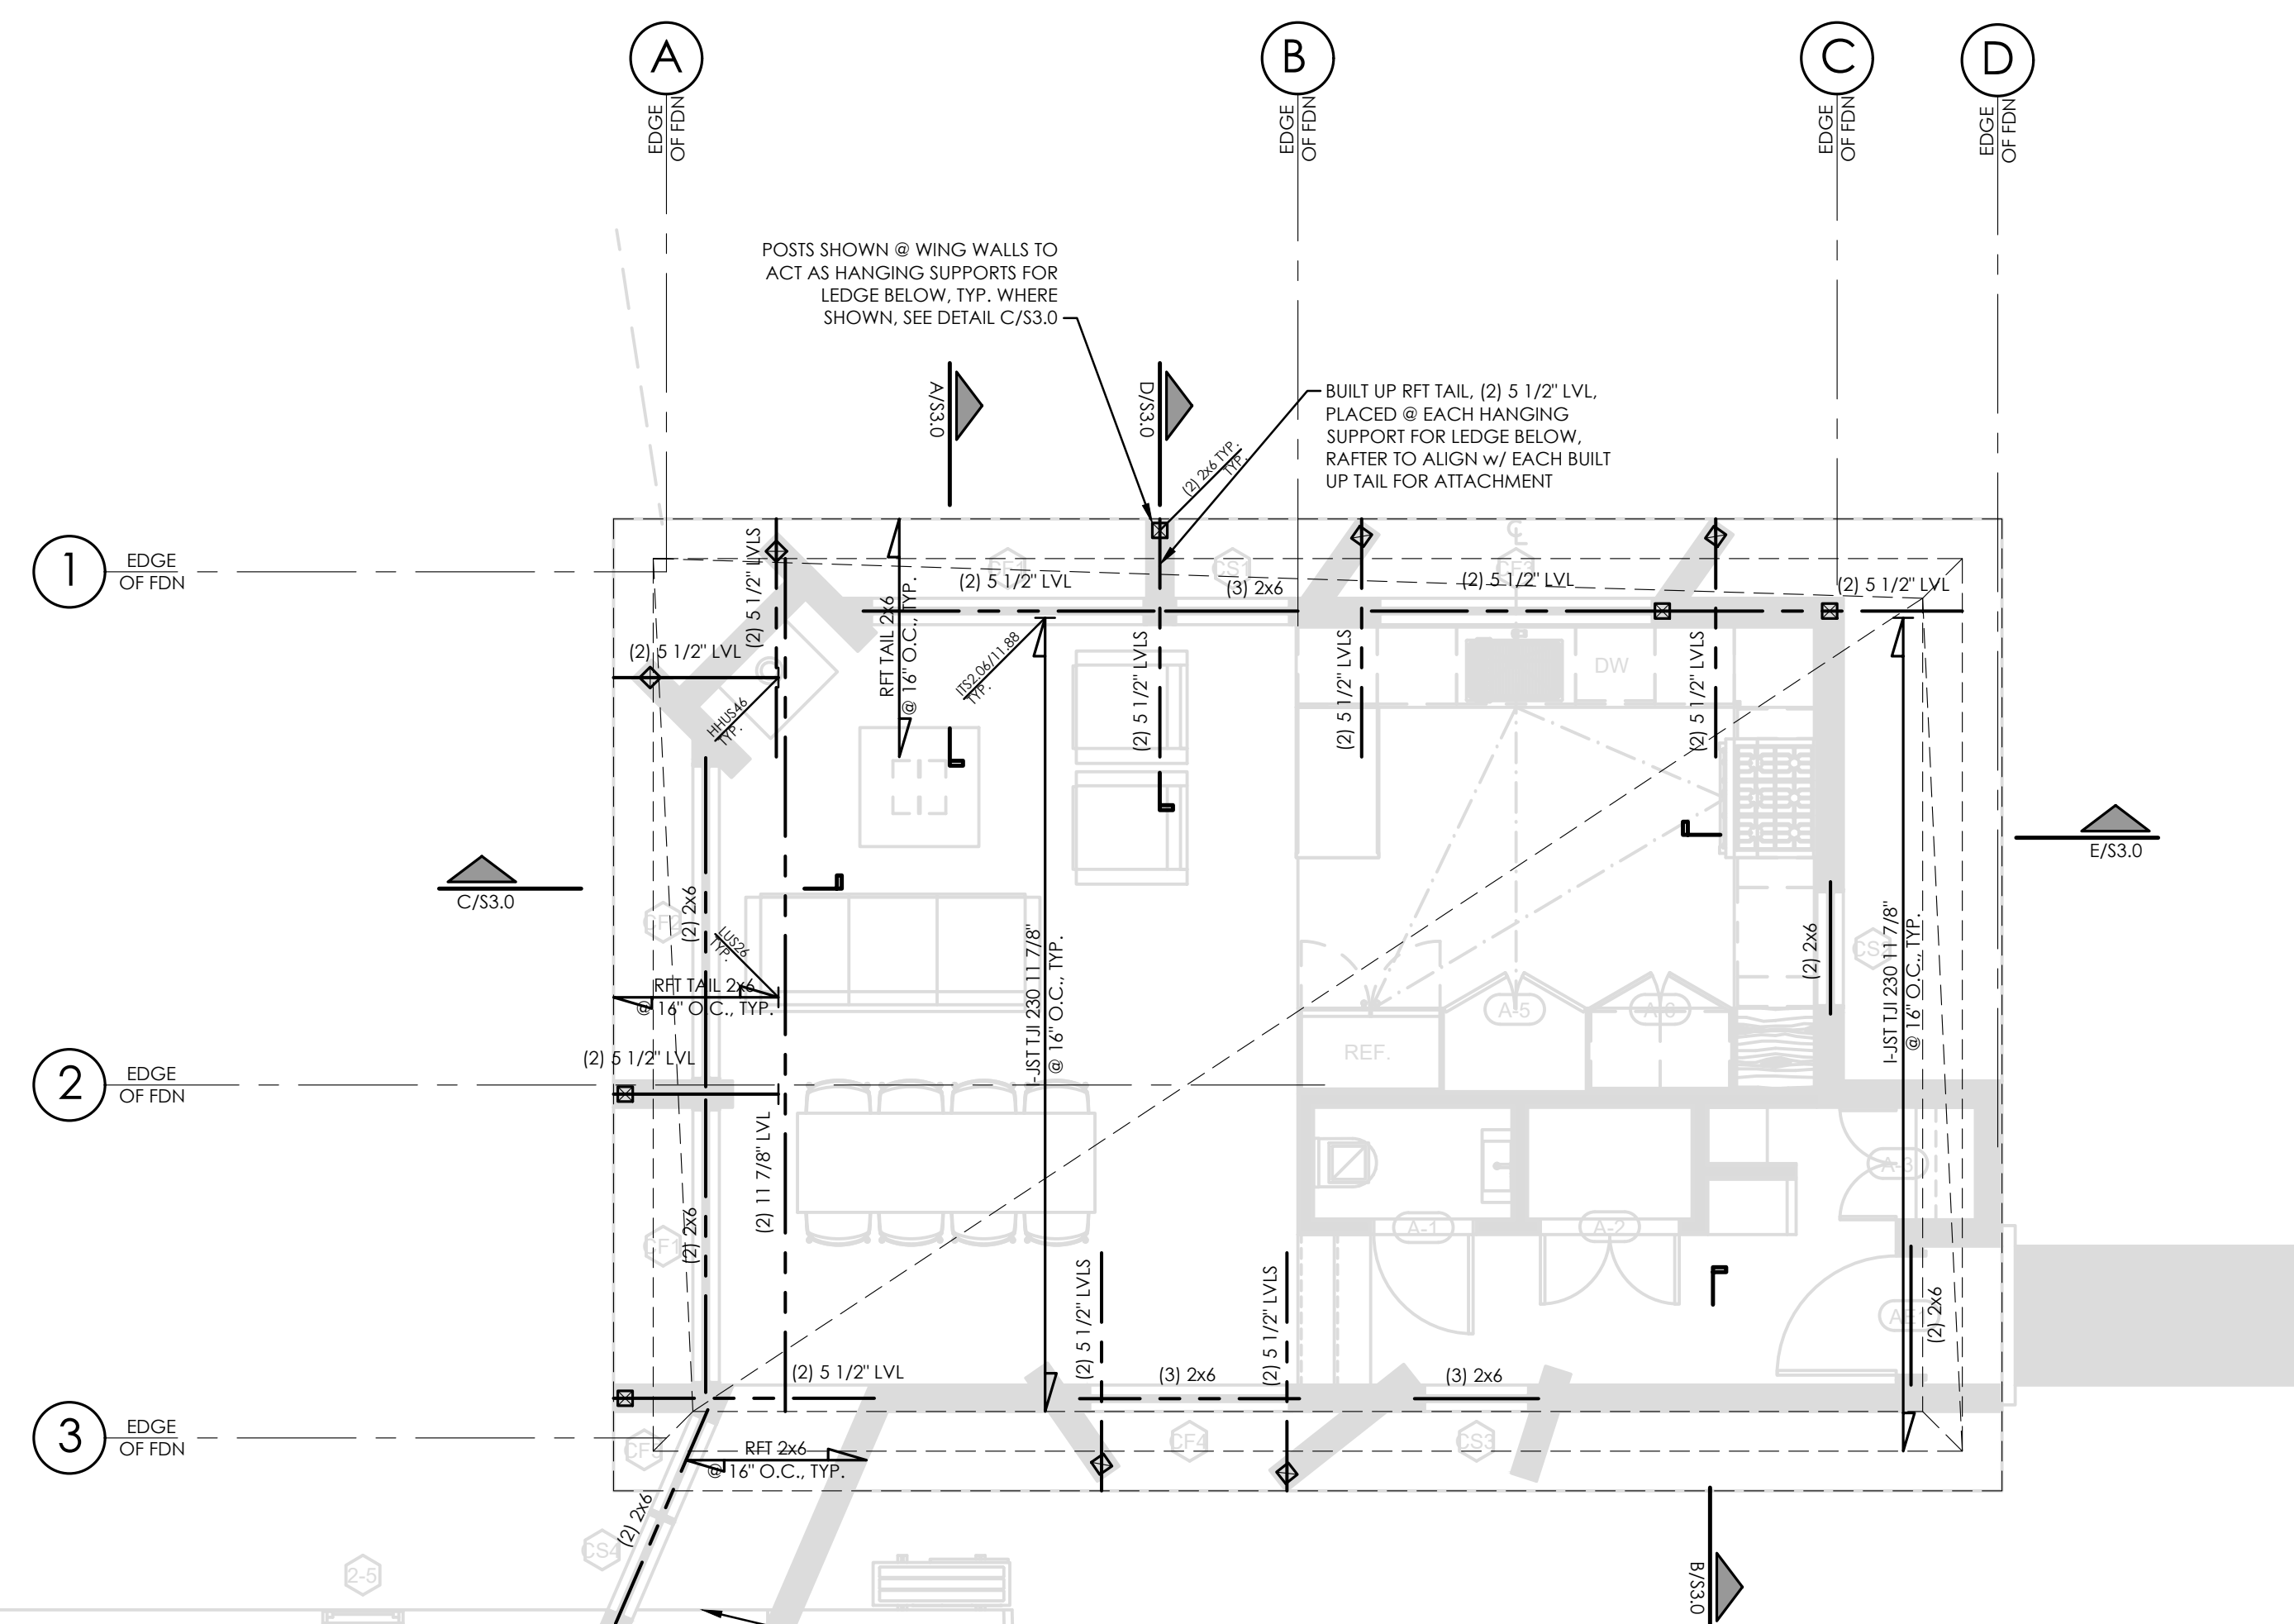 A
B
C
D
EDGE
OF FDN
EDGE
OF FDN
EDGE
OF FDN
EDGE
OF FDN
POSTS SHOWN @ WING WALLS TO
ACT AS HANGING SUPPORTS FOR
LEDGE BELOW, TYP. WHERE
SHOWN, SEE DETAIL C/S3.0
A/S3.0
D/S3.0
BUILT UP RFT TAIL, (2) 5 1/2" LVL,
PLACED @ EACH HANGING
SUPPORT FOR LEDGE BELOW,
RAFTER TO ALIGN w/ EACH BUILT
UP TAIL FOR ATTACHMENT
(2) 2x6 TYP.
TYP.
1
EDGE
OF FDN
CF1
CS1
℄
CF3
(2) 5 1/2" LVLS
(2) 5 1/2" LVL
(3) 2x6
(2) 5 1/2" LVL
(2) 5 1/2" LVL
RFT TAIL 2x6
@ 16" O.C., TYP.
ITS2.06/11.88
TYP.
(2) 5 1/2" LVL
HHUS46
TYP.
(2) 5 1/2" LVLS
(2) 5 1/2" LVLS
(2) 5 1/2" LVLS
DW
C/S3.0
E/S3.0
CF2
(2) 2x6
LUS26
TYP.
RFT TAIL 2x6
@ 16" O.C., TYP.
I-JST TJI 230 11 7/8"
@ 16" O.C., TYP.
(2) 2x6
I-JST TJI 230 11 7/8"
@ 16" O.C., TYP.
A-5
REF.
2
EDGE
OF FDN
(2) 5 1/2" LVL
(2) 11 7/8" LVL
CF1
(2) 2x6
A-1
A-2
A-3
(2) 2x6
(2) 5 1/2" LVLS
(2) 5 1/2" LVLS
(2) 5 1/2" LVL
(3) 2x6
(3) 2x6
3
EDGE
OF FDN
RFT 2x6
@ 16" O.C., TYP.
CF4
CS3
(2) 2x6
CS4
2-5
B/S3.0